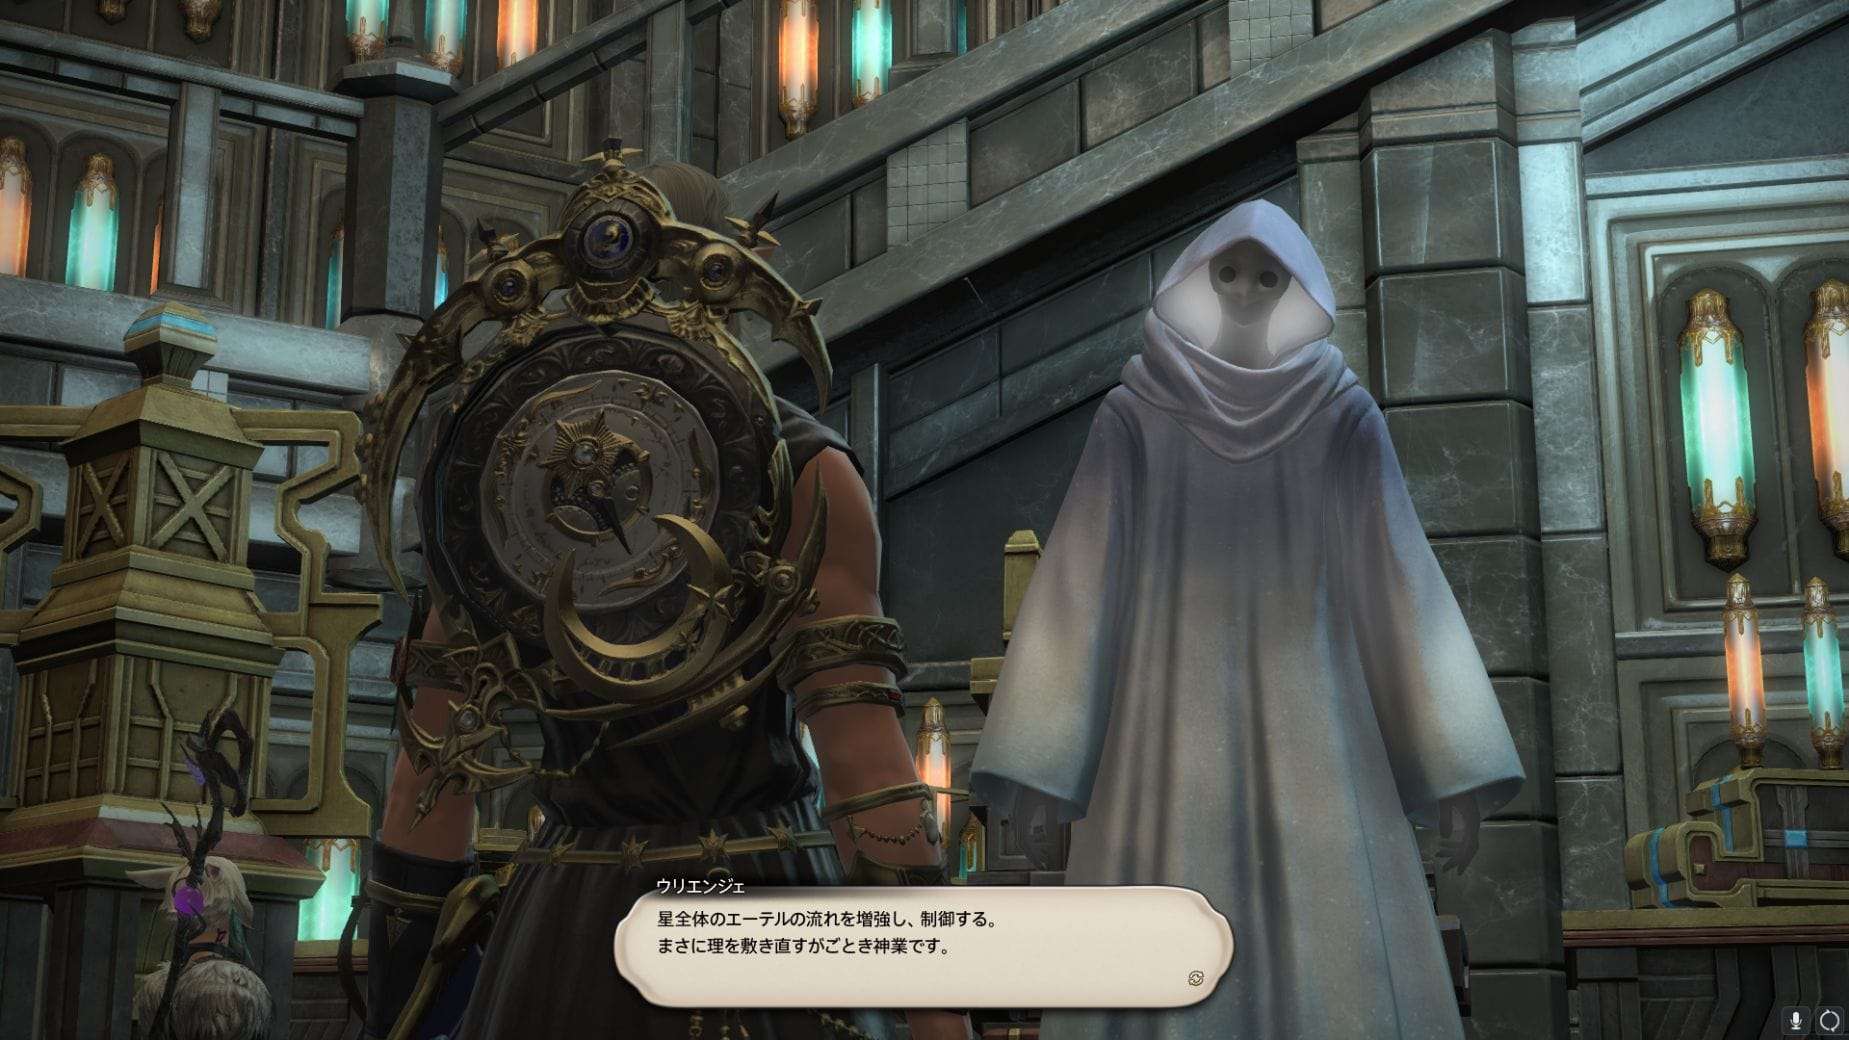 ウリエンジェ
星全体のエーテルの流れを増強し、制御する。
まさに理を敷き直すがごとき神業です。